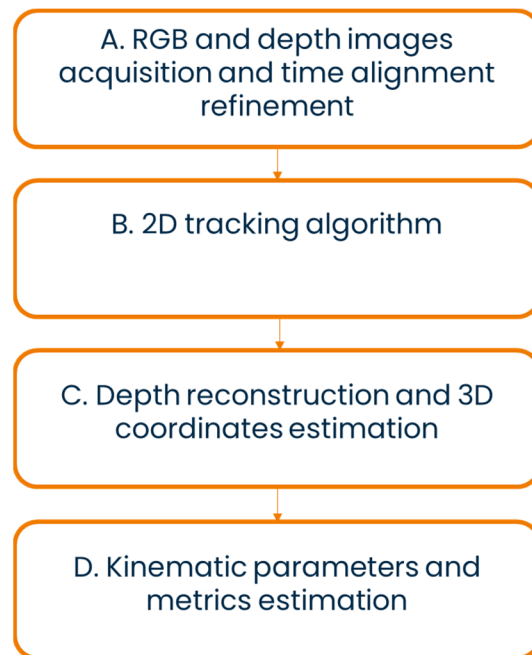 A. RGB and depth images
acquisition and time alignment
refinement
B. 2D tracking algorithm
C. Depth reconstruction and 3D
coordinates estimation
D. Kinematic parameters and
metrics estimation